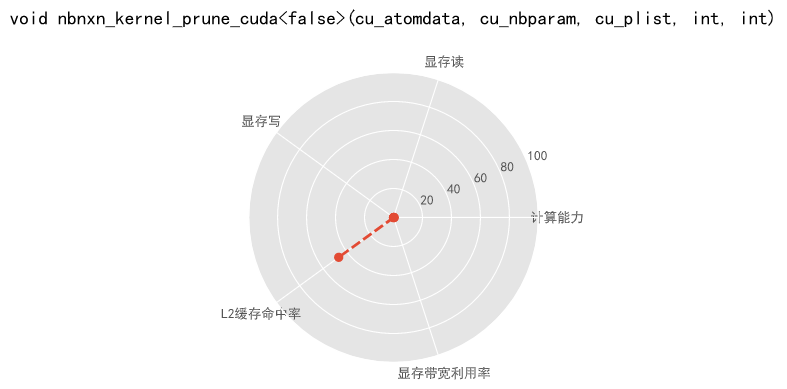 void nbnxn_kernel_prune_cuda<false>(cu_atomdata, cu_nbparam, cu_plist, int, int)
显存读
显存写
100
80
60
40
20
计算能力
L2缓存命中率
显存带宽利用率